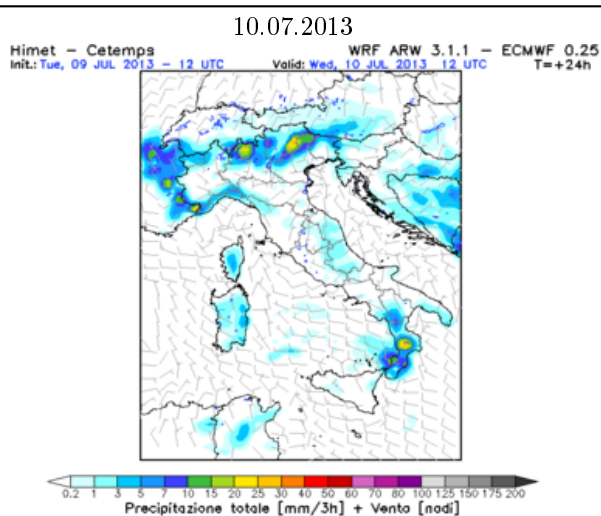 10.07.2013
Himet - Cetemps WRF ARW 3.1.1 - ECMWF 0.25
Init.: Tue, 09 JUL 2013 - 12 UTC Valid: Wed, 10 JUL 2013 12 UTC T=+24h
0.2 1 3 5 7 10 15 20 25 30 40 50 60 70 80 100 125 150 175 200
Precipitazione totale [mm/3h] + Vento [nodi]